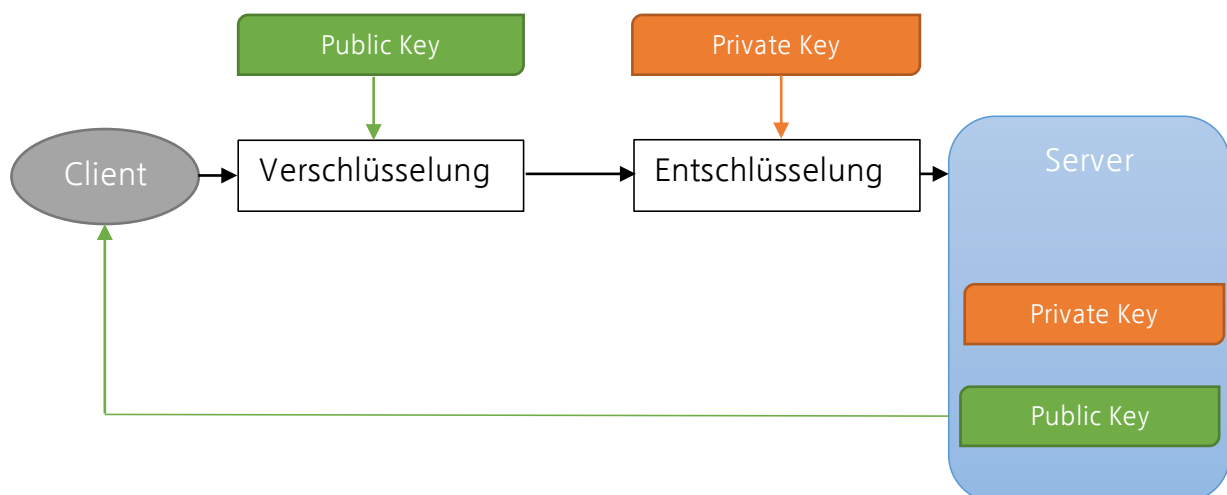 Public Key
Private Key
Client
Verschlüsselung
Entschlüsselung
Server
Private Key
Public Key